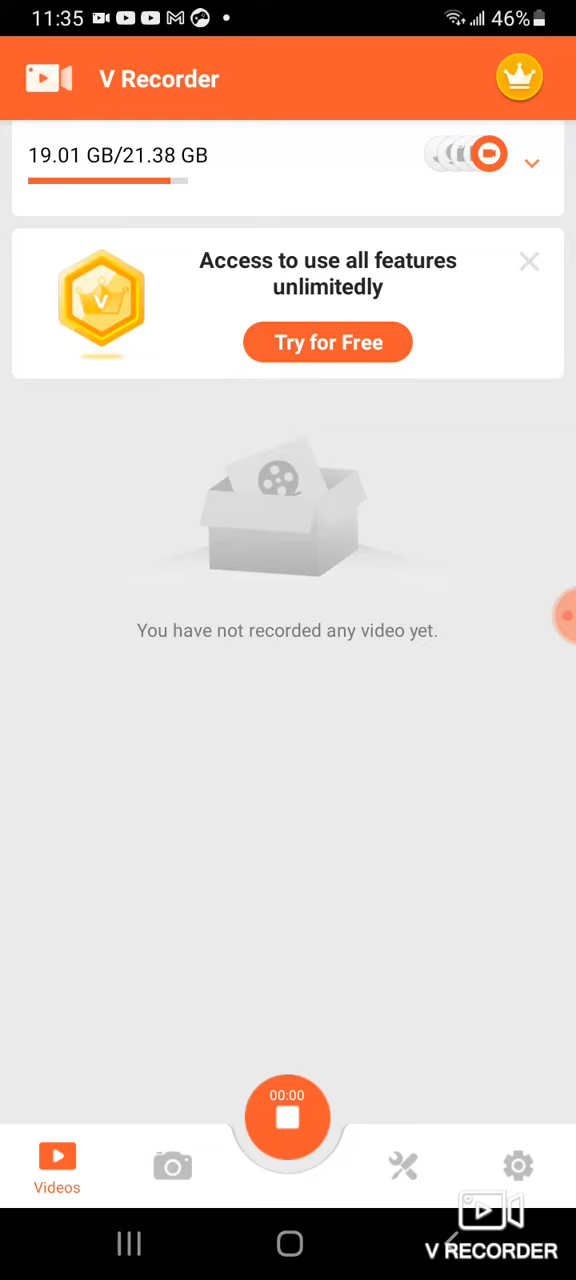 11:35
46%
V Recorder
19.01 GB/21.38 GB
Access to use all features
unlimitedly
Try for Free
You have not recorded any video yet.
00:00
Videos
V RECORDER